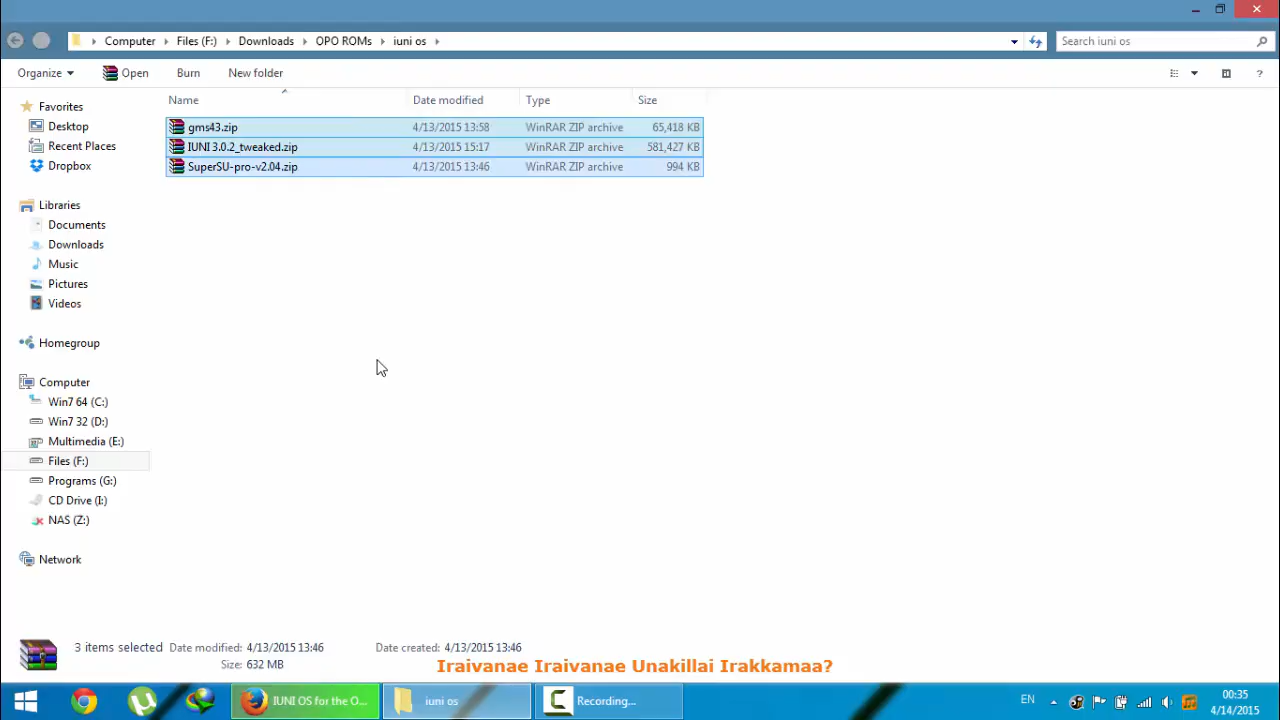 Computer Files (F:) Downloads OPO ROMs iuni os
Search iuni os
Organize Open Burn New folder
Name Date modified Type Size
gms43.zip 4/13/2015 13:58 WinRAR ZIP archive 65,418 KB
IUNI 3.0.2_tweaked.zip 4/13/2015 15:17 WinRAR ZIP archive 581,427 KB
SuperSU-pro-v2.04.zip 4/13/2015 13:46 WinRAR ZIP archive 994 KB
Favorites
Desktop
Recent Places
Dropbox
Libraries
Documents
Downloads
Music
Pictures
Videos
Homegroup
Computer
Win7 64 (C:)
Win7 32 (D:)
Multimedia (E:)
Files (F:)
Programs (G:)
CD Drive (I:)
NAS (Z:)
Network
3 items selected Date modified: 4/13/2015 13:46 Date created: 4/13/2015 13:46
Size: 632 MB
Iraivanae Iraivanae Unakillai Irakkamaa?
IUNI OS for the O... iuni os Recording... EN 00:35
4/14/2015